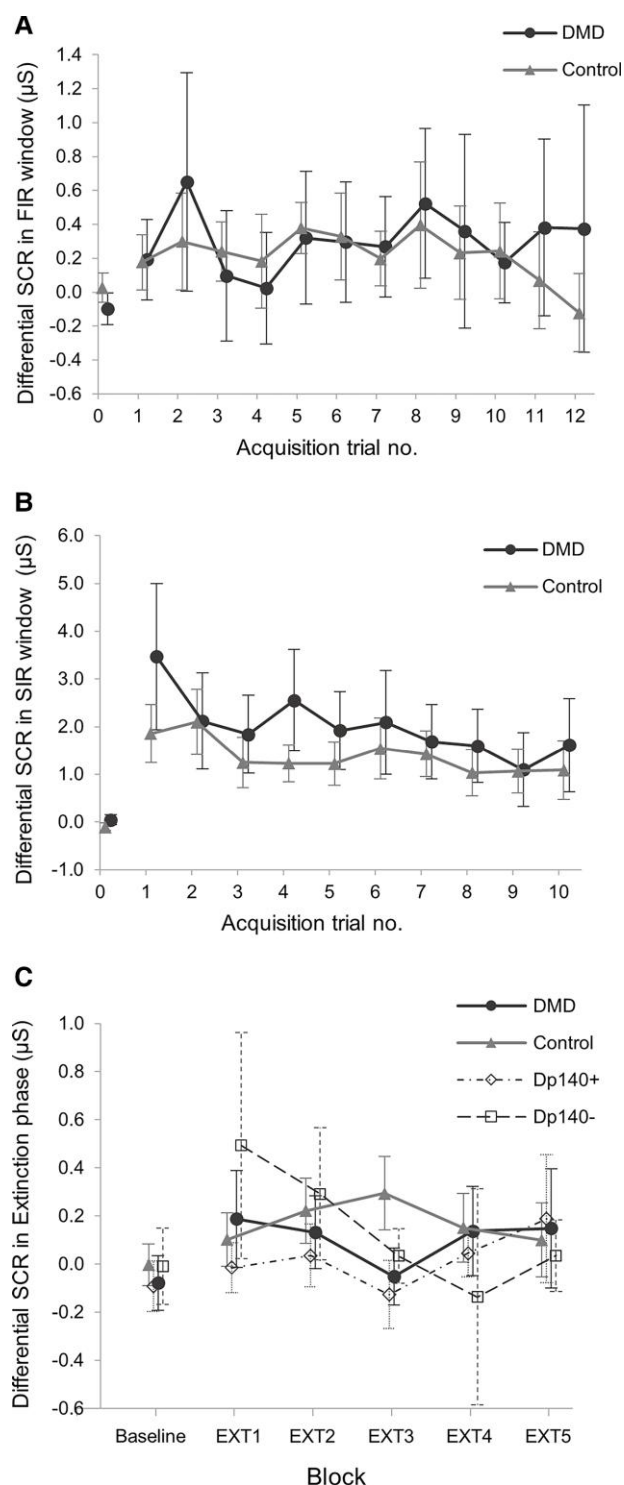 A
DMD
Control
Differential SCR in FIR window (µS)
1.4
1.2
1.0
0.8
0.6
0.4
0.2
0.0
-0.2
-0.4
-0.6
0 1 2 3 4 5 6 7 8 9 10 11 12
Acquisition trial no.
B
DMD
Control
Differential SCR in SIR window (µS)
6.0
5.0
4.0
3.0
2.0
1.0
0.0
-1.0
0 1 2 3 4 5 6 7 8 9 10
Acquisition trial no.
C
DMD
Control
Dp140+
Dp140-
Differential SCR in Extinction phase (µS)
1.0
0.8
0.6
0.4
0.2
0.0
-0.2
-0.4
-0.6
Baseline EXT1 EXT2 EXT3 EXT4 EXT5
Block